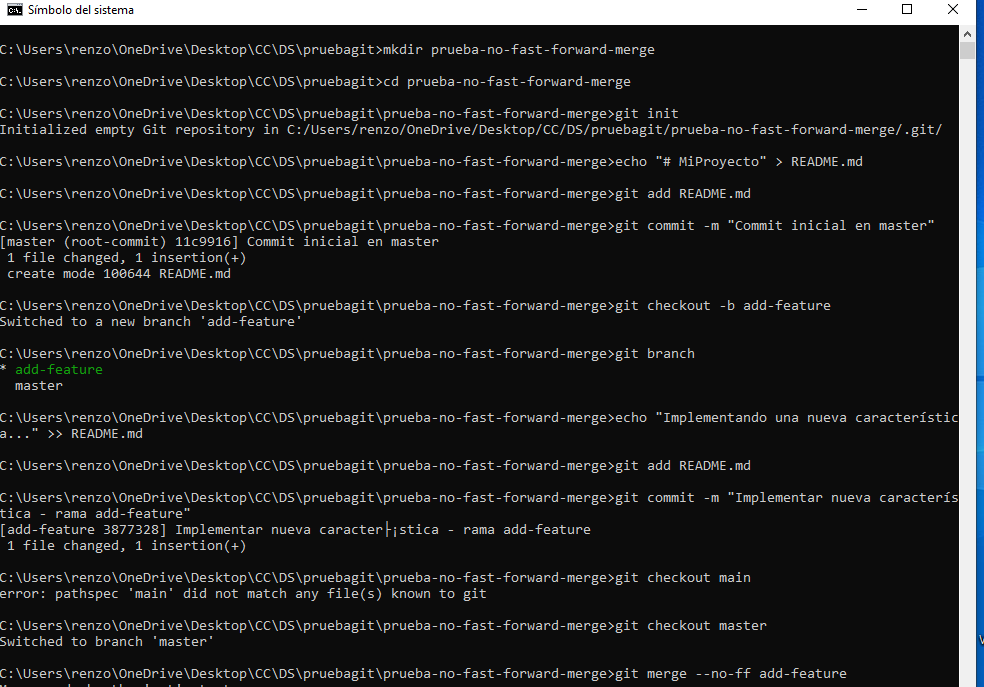 Símbolo del sistema
C:\Users\renzo\OneDrive\Desktop\CC\DS\pruebagit>mkdir prueba-no-fast-forward-merge
C:\Users\renzo\OneDrive\Desktop\CC\DS\pruebagit>cd prueba-no-fast-forward-merge
C:\Users\renzo\OneDrive\Desktop\CC\DS\pruebagit\prueba-no-fast-forward-merge>git init
Initialized empty Git repository in C:/Users/renzo/OneDrive/Desktop/CC/DS/pruebagit/prueba-no-fast-forward-merge/.git/
C:\Users\renzo\OneDrive\Desktop\CC\DS\pruebagit\prueba-no-fast-forward-merge>echo "# MiProyecto" > README.md
C:\Users\renzo\OneDrive\Desktop\CC\DS\pruebagit\prueba-no-fast-forward-merge>git add README.md
C:\Users\renzo\OneDrive\Desktop\CC\DS\pruebagit\prueba-no-fast-forward-merge>git commit -m "Commit inicial en master"
[master (root-commit) 11c9916] Commit inicial en master
 1 file changed, 1 insertion(+)
 create mode 100644 README.md
C:\Users\renzo\OneDrive\Desktop\CC\DS\pruebagit\prueba-no-fast-forward-merge>git checkout -b add-feature
Switched to a new branch 'add-feature'
C:\Users\renzo\OneDrive\Desktop\CC\DS\pruebagit\prueba-no-fast-forward-merge>git branch
* add-feature
  master
C:\Users\renzo\OneDrive\Desktop\CC\DS\pruebagit\prueba-no-fast-forward-merge>echo "Implementando una nueva característic
a..." >> README.md
C:\Users\renzo\OneDrive\Desktop\CC\DS\pruebagit\prueba-no-fast-forward-merge>git add README.md
C:\Users\renzo\OneDrive\Desktop\CC\DS\pruebagit\prueba-no-fast-forward-merge>git commit -m "Implementar nueva caracterís
tica - rama add-feature"
[add-feature 3877328] Implementar nueva caracter├¡stica - rama add-feature
 1 file changed, 1 insertion(+)
C:\Users\renzo\OneDrive\Desktop\CC\DS\pruebagit\prueba-no-fast-forward-merge>git checkout main
error: pathspec 'main' did not match any file(s) known to git
C:\Users\renzo\OneDrive\Desktop\CC\DS\pruebagit\prueba-no-fast-forward-merge>git checkout master
Switched to branch 'master'
C:\Users\renzo\OneDrive\Desktop\CC\DS\pruebagit\prueba-no-fast-forward-merge>git merge --no-ff add-feature